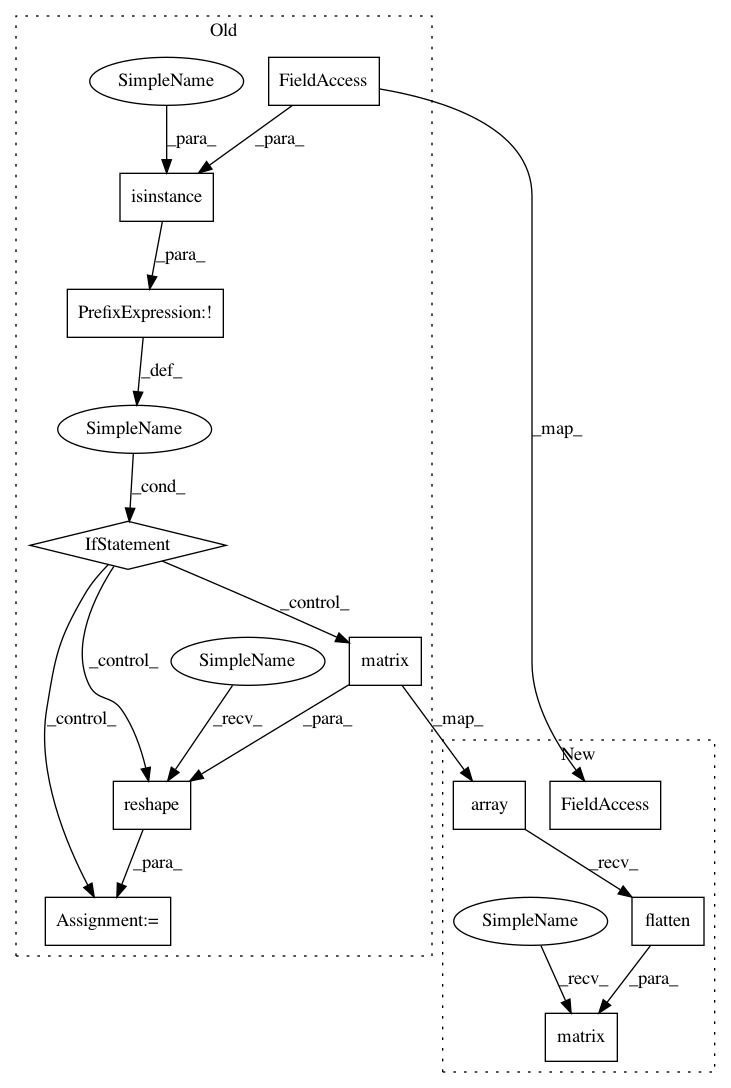 Old
SimpleName
FieldAccess
_para_
_para_
isinstance
_para_
PrefixExpression:!
_def_
SimpleName
_map_
_cond_
IfStatement
_control_
SimpleName
matrix
_control_
_control_
_recv_
_para_
_map_
New
reshape
array
FieldAccess
_para_
_recv_
Assignment:=
SimpleName
flatten
_recv_
_para_
matrix